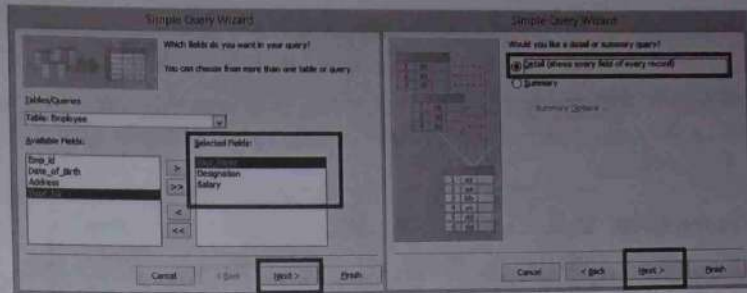 Simple Query Wizard
Which fields do you want in your query?
You can choose from more than one table or query.
Tables/Queries
Table: Employee
Available Fields:
Emp_Id
Date_of_Birth
Address
>
>>
<
<<
Selected Fields:
Designation
Salary
Cancel
< Back
Next >
Finish
Simple Query Wizard
Would you like a detail or summary query?
Detail (shows every field of every record)
Summary
Summary Options ...
Cancel
< Back
Next >
Finish